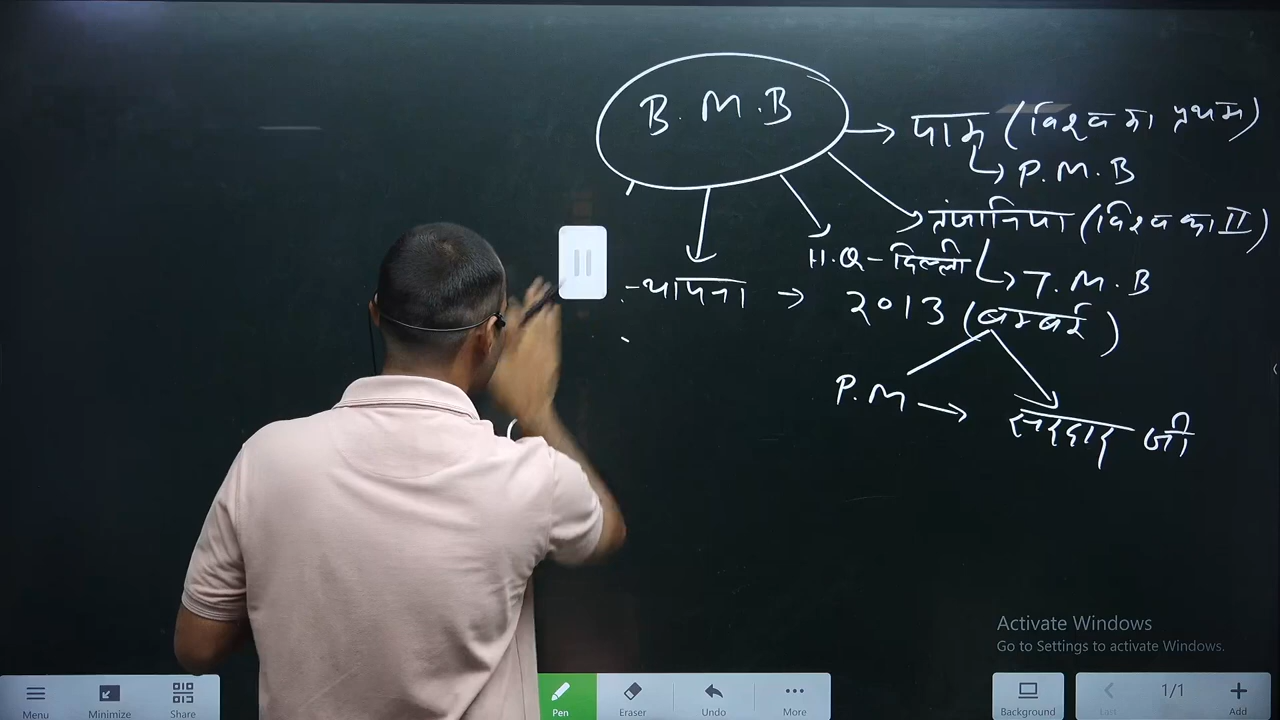 B.M.B
→ पाक (विश्व का प्रथम)
P.M.B
तंजानिया (विश्व का II)
H.Q - दिल्ली
T.M.B
स्थापना → 2013 (बम्बई)
P.M → सरदार जी
Activate Windows
Go to Settings to activate Windows.
Menu Minimize Share Pen Eraser Undo More Background Last 1/1 Add